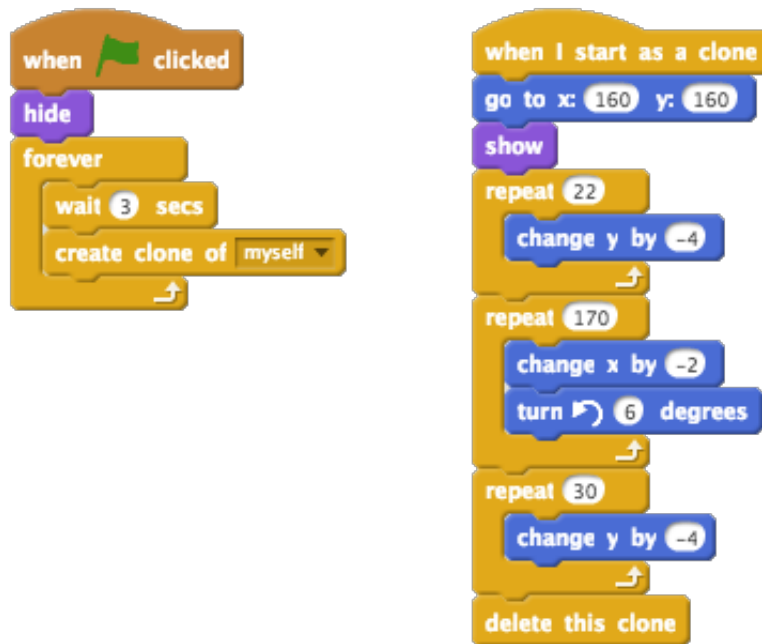 when clicked
hide
forever
wait 3 secs
create clone of myself
when I start as a clone
go to x: 160 y: 160
show
repeat 22
change y by -4
repeat 170
change x by -2
turn 6 degrees
repeat 30
change y by -4
delete this clone